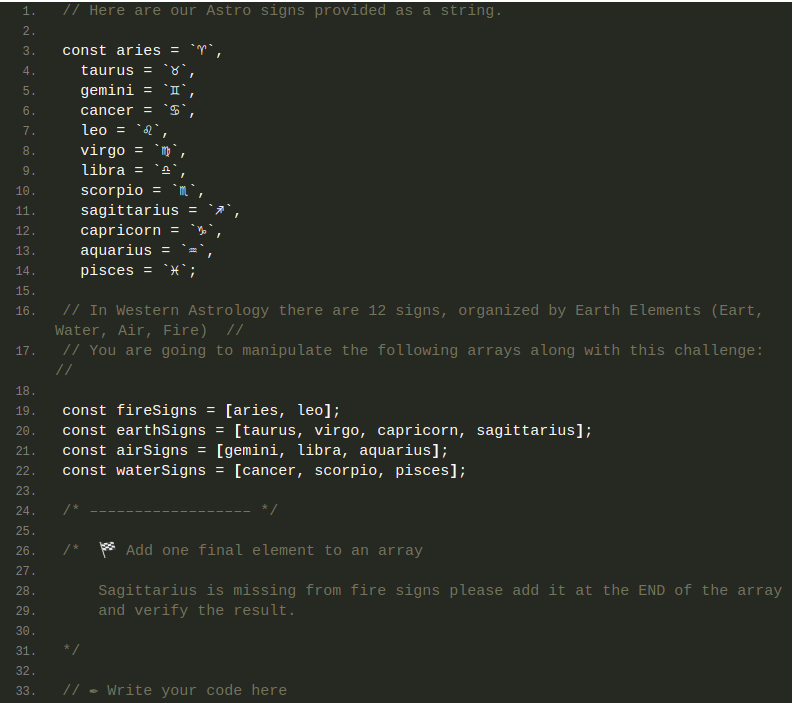 1. // Here are our Astro signs provided as a string.
2.
3. const aries = `♈`,
4. taurus = `♉`,
5. gemini = `♊`,
6. cancer = `♋`,
7. leo = `♌`,
8. virgo = `♍`,
9. libra = `♎`,
10. scorpio = `♏`,
11. sagittarius = `♐`,
12. capricorn = `♑`,
13. aquarius = `♒`,
14. pisces = `♓`;
15.
16. // In Western Astrology there are 12 signs, organized by Earth Elements (Eart,
Water, Air, Fire)  //
17. // You are going to manipulate the following arrays along with this challenge:
//
18.
19. const fireSigns = [aries, leo];
20. const earthSigns = [taurus, virgo, capricorn, sagittarius];
21. const airSigns = [gemini, libra, aquarius];
22. const waterSigns = [cancer, scorpio, pisces];
23.
24. /* –––––––––––––––––– */
25.
26. /*  🏁 Add one final element to an array
27.
28. Sagittarius is missing from fire signs please add it at the END of the array
29. and verify the result.
30.
31. */
32.
33. // ✒ Write your code here